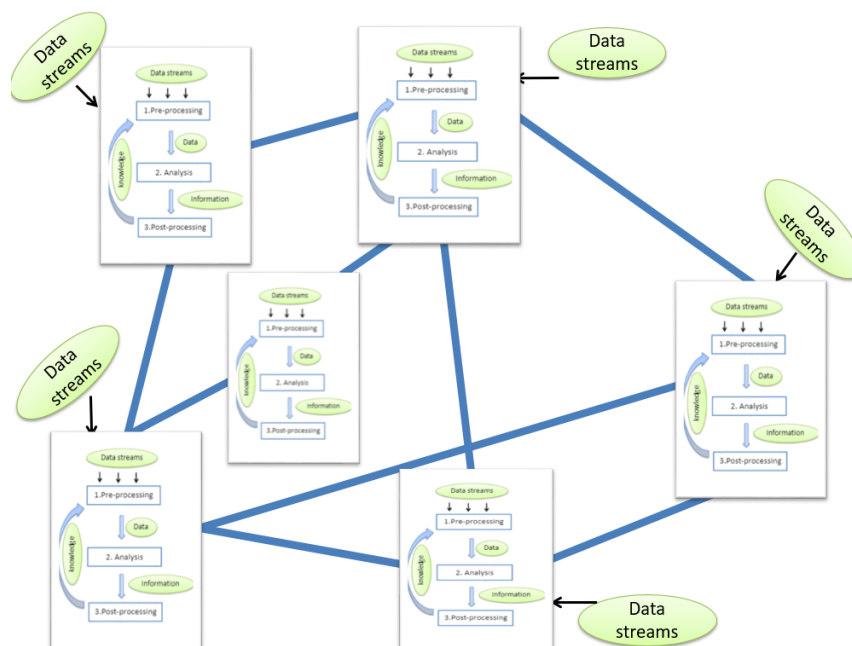 Data
streams
Data streams
1.Pre-processing
Data
knowledge
2. Analysis
Information
3.Post-processing
Data
streams
Data streams
1.Pre-processing
Data
knowledge
2. Analysis
Information
3.Post-processing
Data streams
1.Pre-processing
Data
knowledge
2. Analysis
Information
3.Post-processing
Data
streams
Data streams
1.Pre-processing
Data
knowledge
2. Analysis
Information
3.Post-processing
Data
streams
Data streams
1.Pre-processing
Data
knowledge
2. Analysis
Information
3.Post-processing
Data streams
1.Pre-processing
Data
knowledge
2. Analysis
Information
3.Post-processing
Data
streams